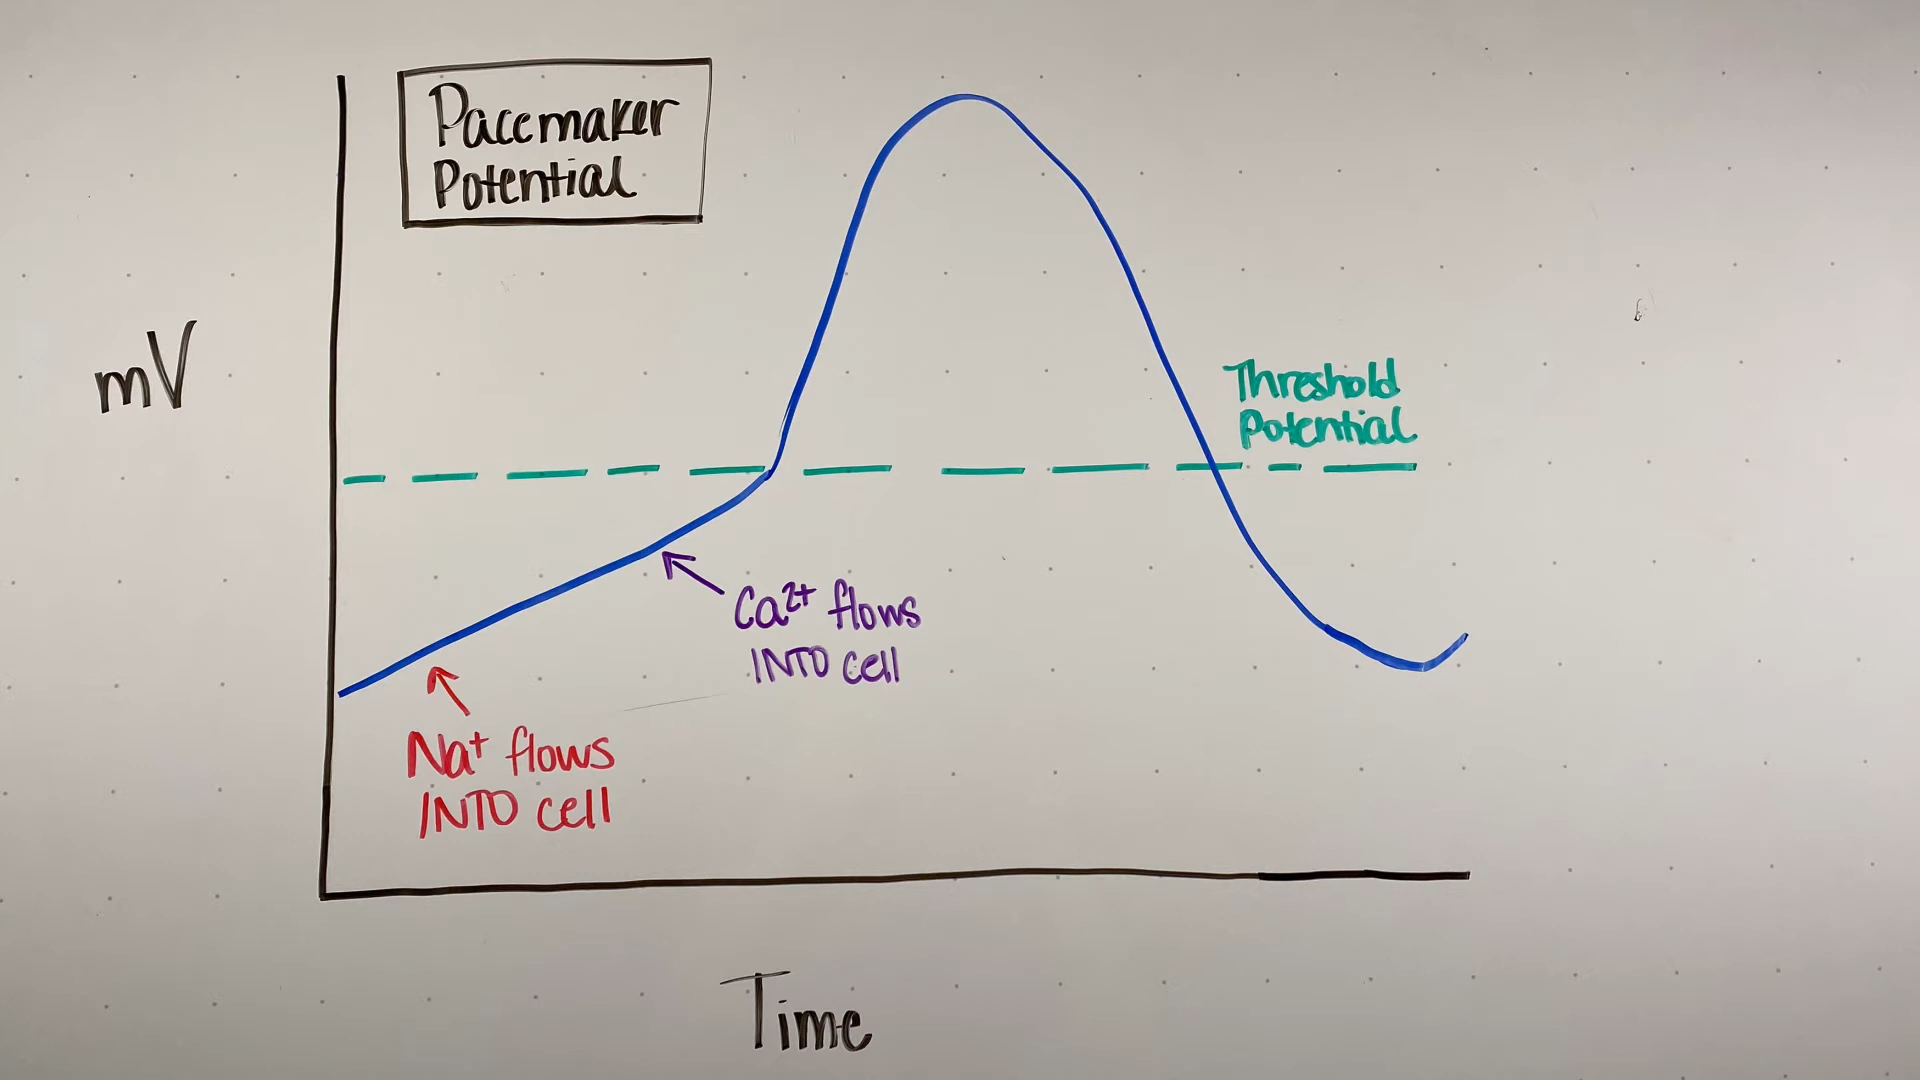 Pacemaker
Potential
mV
Threshold
Potential
Ca²⁺ flows
INTO cell
Na⁺ flows
INTO cell
Time